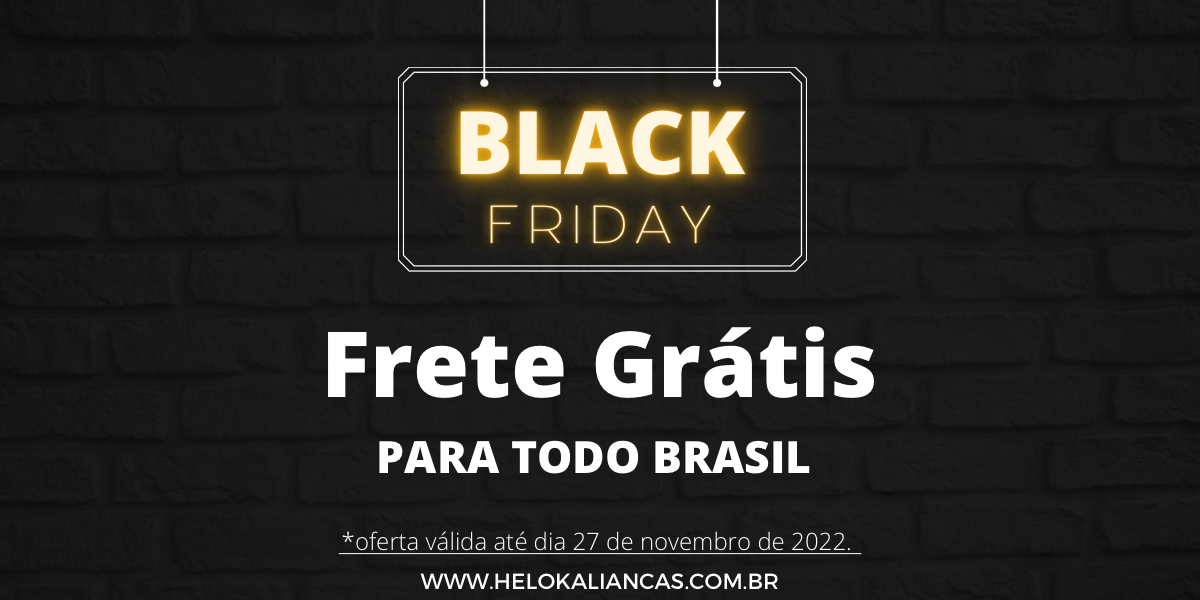 BLACK
FRIDAY
Frete Grátis
PARA TODO BRASIL
*oferta válida até dia 27 de novembro de 2022.
WWW.HELOKALIANCAS.COM.BR